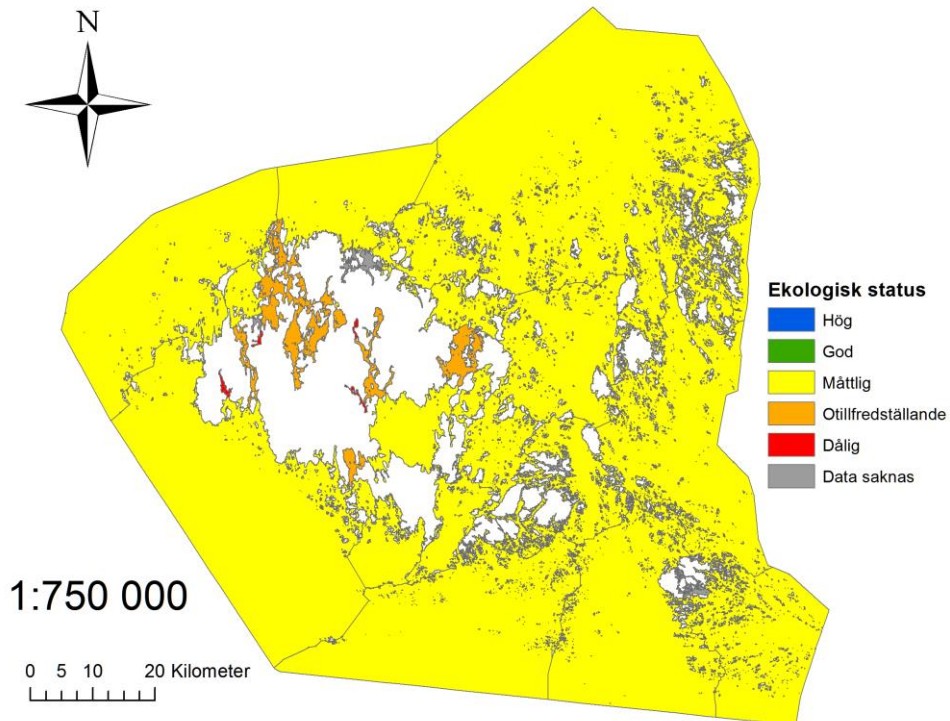 N
Ekologisk status
Hög
God
Måttlig
Otillfredställande
Dålig
Data saknas
1:750 000
0 5 10 20 Kilometer